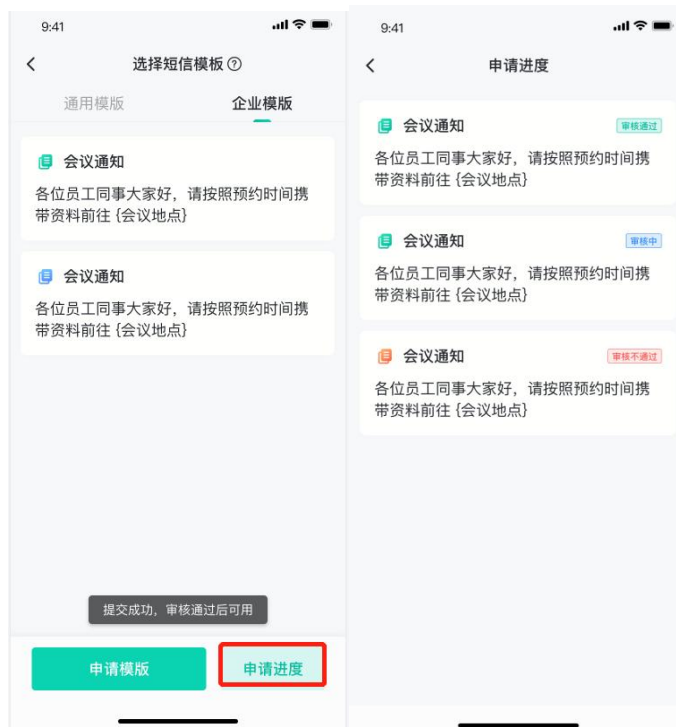 9:41
选择短信模板?
通用模版
企业模版
会议通知
各位员工同事大家好，请按照预约时间携
带资料前往 {会议地点}
会议通知
各位员工同事大家好，请按照预约时间携
带资料前往 {会议地点}
提交成功，审核通过后可用
申请模版
申请进度
9:41
申请进度
会议通知
审核通过
各位员工同事大家好，请按照预约时间携
带资料前往 {会议地点}
会议通知
审核中
各位员工同事大家好，请按照预约时间携
带资料前往 {会议地点}
会议通知
审核不通过
各位员工同事大家好，请按照预约时间携
带资料前往 {会议地点}